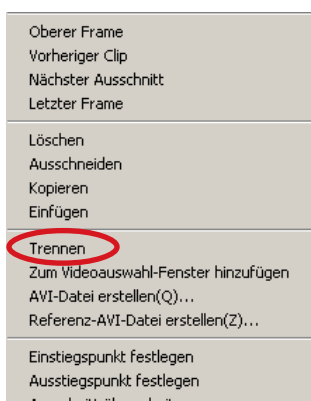 Oberer Frame
Vorheriger Clip
Nächster Ausschnitt
Letzter Frame
Löschen
Ausschneiden
Kopieren
Einfügen
Trennen
Zum Videoauswahl-Fenster hinzufügen
AVI-Datei erstellen(Q)...
Referenz-AVI-Datei erstellen(Z)...
Einstiegspunkt festlegen
Ausstiegspunkt festlegen